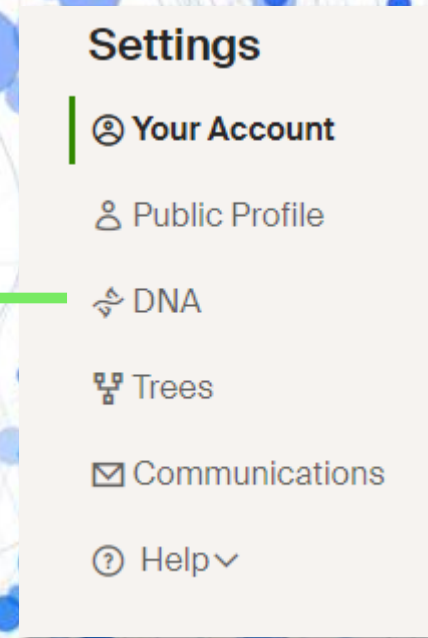 Settings
Your Account
Public Profile
DNA
Trees
Communications
Help